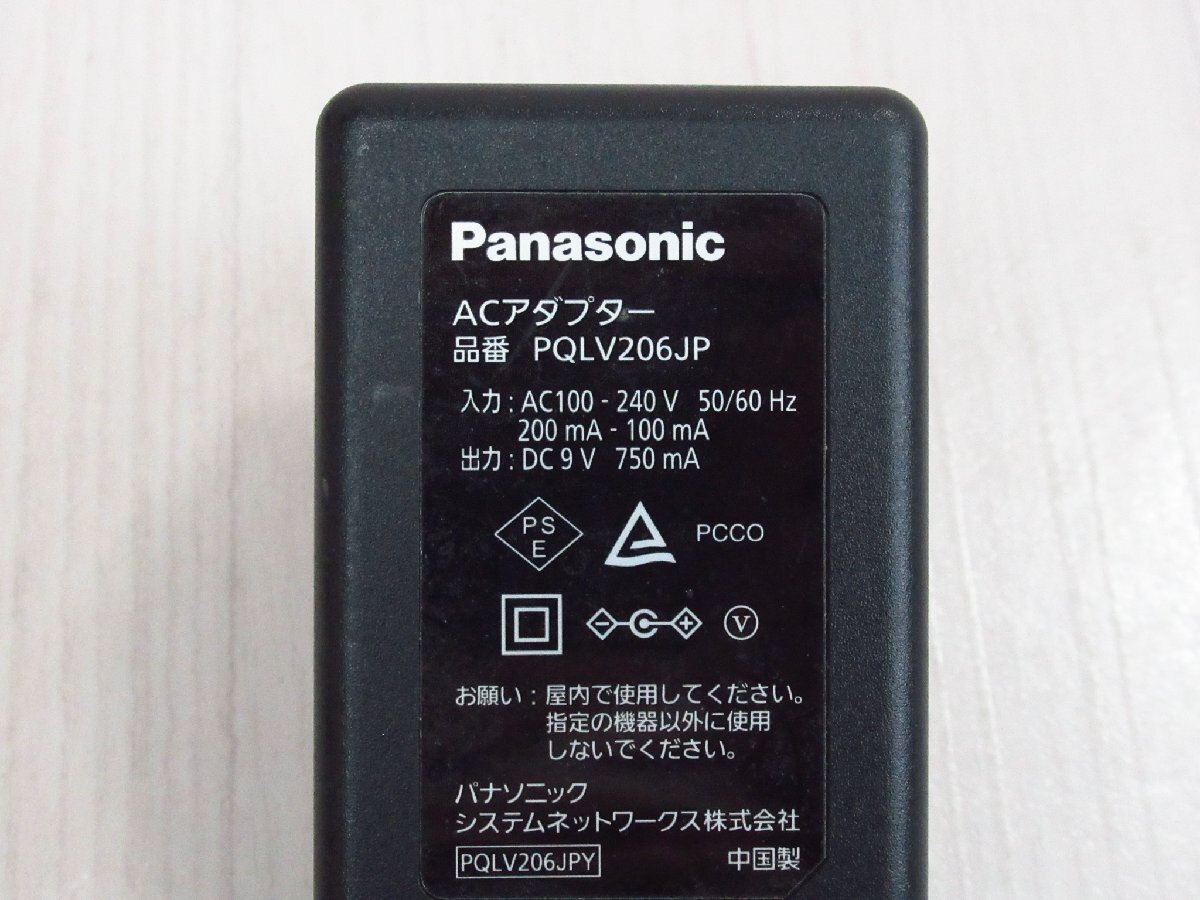 Panasonic
ACアダプター
品番 PQLV206JP
入力 : AC100 - 240 V 50/60 Hz
200 mA - 100 mA
出力 : DC 9 V 750 mA
PS
E
PCCO
V
お願い : 屋内で使用してください。
指定の機器以外に使用
しないでください。
パナソニック
システムネットワークス株式会社
PQLV206JPY 中国製